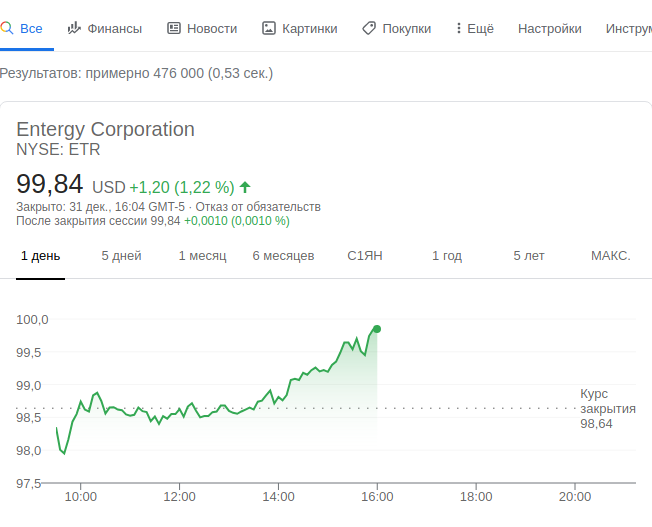 Все Финансы Новости Картинки Покупки Ещё Настройки
Результатов: примерно 476 000 (0,53 сек.)
Entergy Corporation
NYSE: ETR
99,84 USD +1,20 (1,22 %)
Закрыто: 31 дек., 16:04 GMT-5 · Отказ от обязательств
После закрытия сессии 99,84 +0,0010 (0,0010 %)
1 день 5 дней 1 месяц 6 месяцев С1ЯН 1 год 5 лет МАКС.
100,0
99,5
99,0
98,5
98,0
97,5
Курс
закрытия
98,64
10:00 12:00 14:00 16:00 18:00 20:00